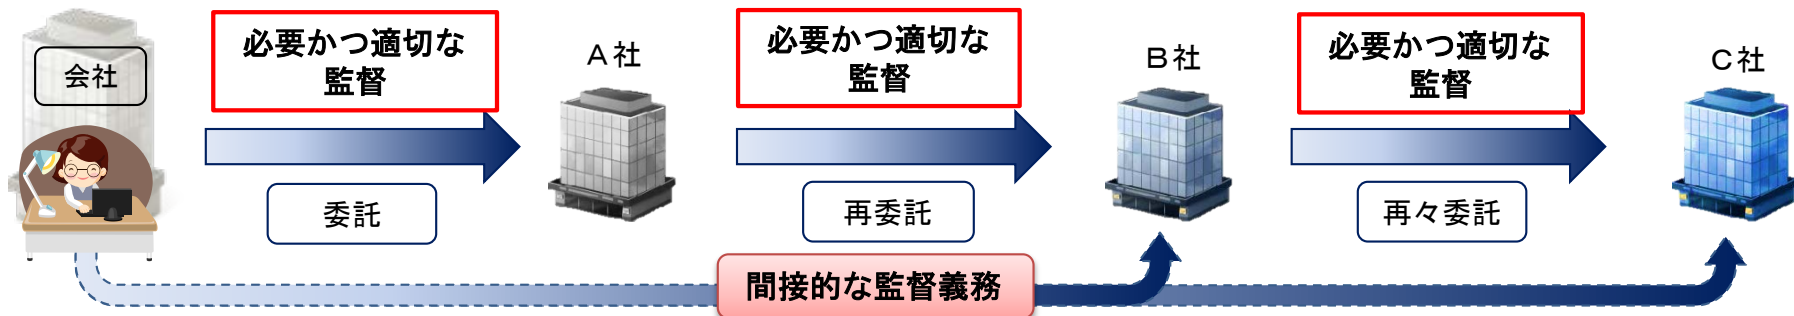 会社
必要かつ適切な
監督
委託
A社
必要かつ適切な
監督
再委託
B社
必要かつ適切な
監督
再々委託
C社
間接的な監督義務